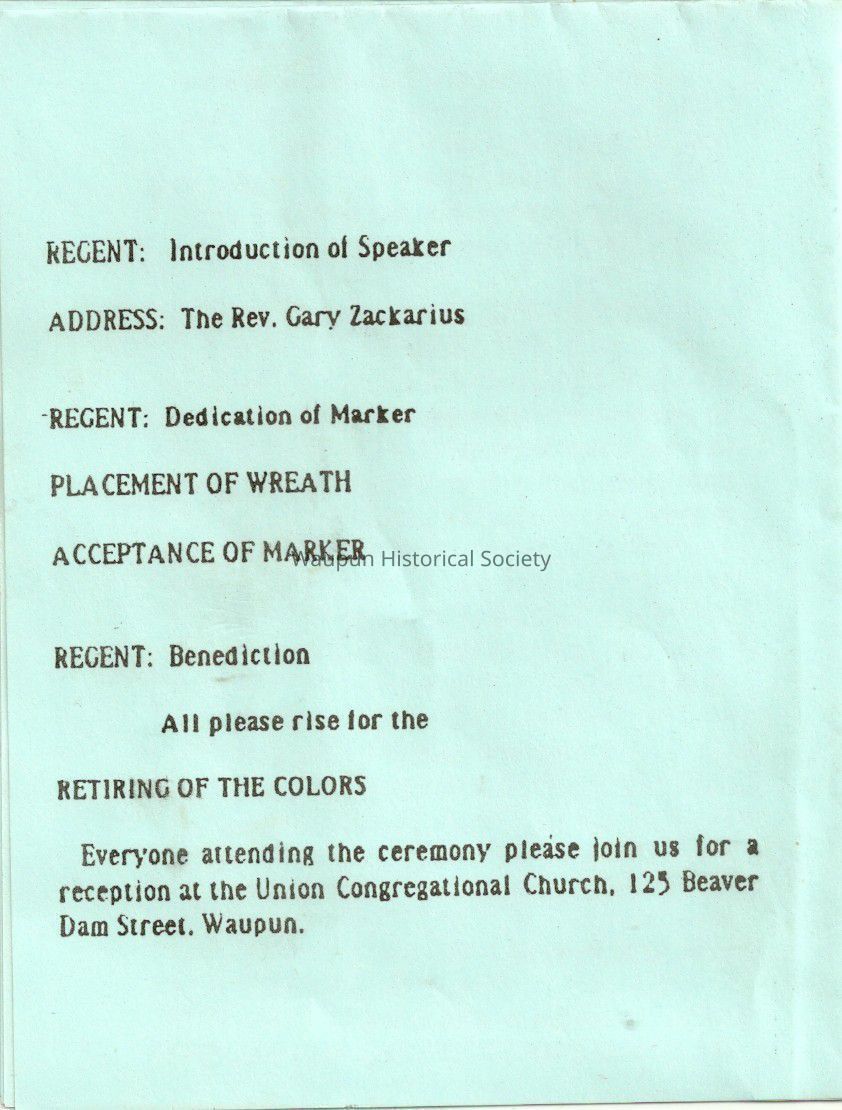 REGENT: Introduction of Speaker
ADDRESS: The Rev. Gary Zackarius
-REGENT: Dedication of Marker
PLACEMENT OF WREATH
ACCEPTANCE OF MARKER
Waupun Historical Society
REGENT: Benediction
All please rise for the
RETIRING OF THE COLORS
Everyone attending the ceremony please join us for a
reception at the Union Congregational Church, 125 Beaver
Dam Street, Waupun.